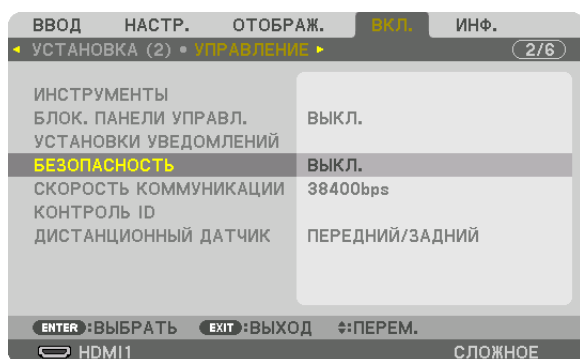 ВВОД НАСТР. ОТОБРАЖ. ВКЛ. ИНФ.
УСТАНОВКА (2) • УПРАВЛЕНИЕ 2/6
ИНСТРУМЕНТЫ
БЛОК. ПАНЕЛИ УПРАВЛ. ВЫКЛ.
УСТАНОВКИ УВЕДОМЛЕНИЙ
БЕЗОПАСНОСТЬ ВЫКЛ.
СКОРОСТЬ КОММУНИКАЦИИ 38400bps
КОНТРОЛЬ ID
ДИСТАНЦИОННЫЙ ДАТЧИК ПЕРЕДНИЙ/ЗАДНИЙ
ENTER :ВЫБРАТЬ EXIT :ВЫХОД :ПЕРЕМ.
HDMI1 СЛОЖНОЕ